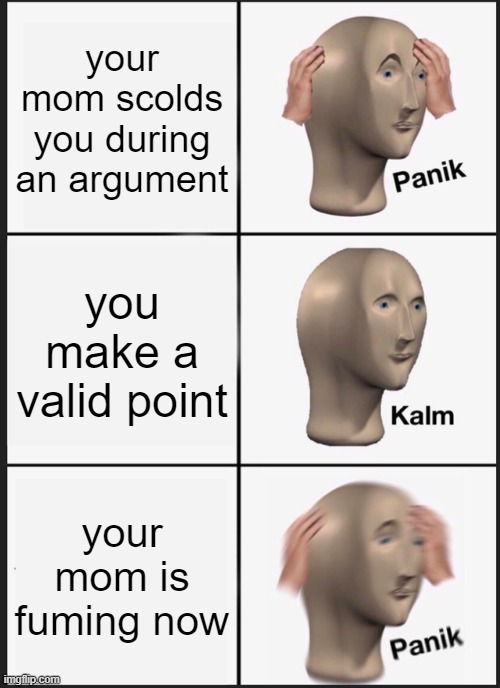 your
mom scolds
you during
an argument
Panik
you
make a
valid point
Kalm
your
mom is
fuming now
Panik
imgflip.com